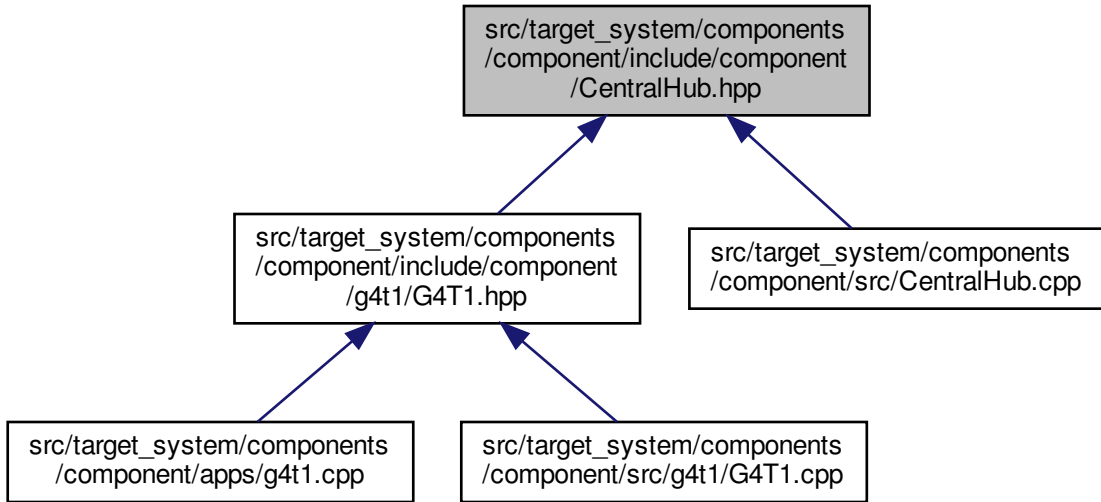 src/target_system/components
/component/include/component
/CentralHub.hpp
src/target_system/components
/component/include/component
/g4t1/G4T1.hpp
src/target_system/components
/component/src/CentralHub.cpp
src/target_system/components
/component/apps/g4t1.cpp
src/target_system/components
/component/src/g4t1/G4T1.cpp